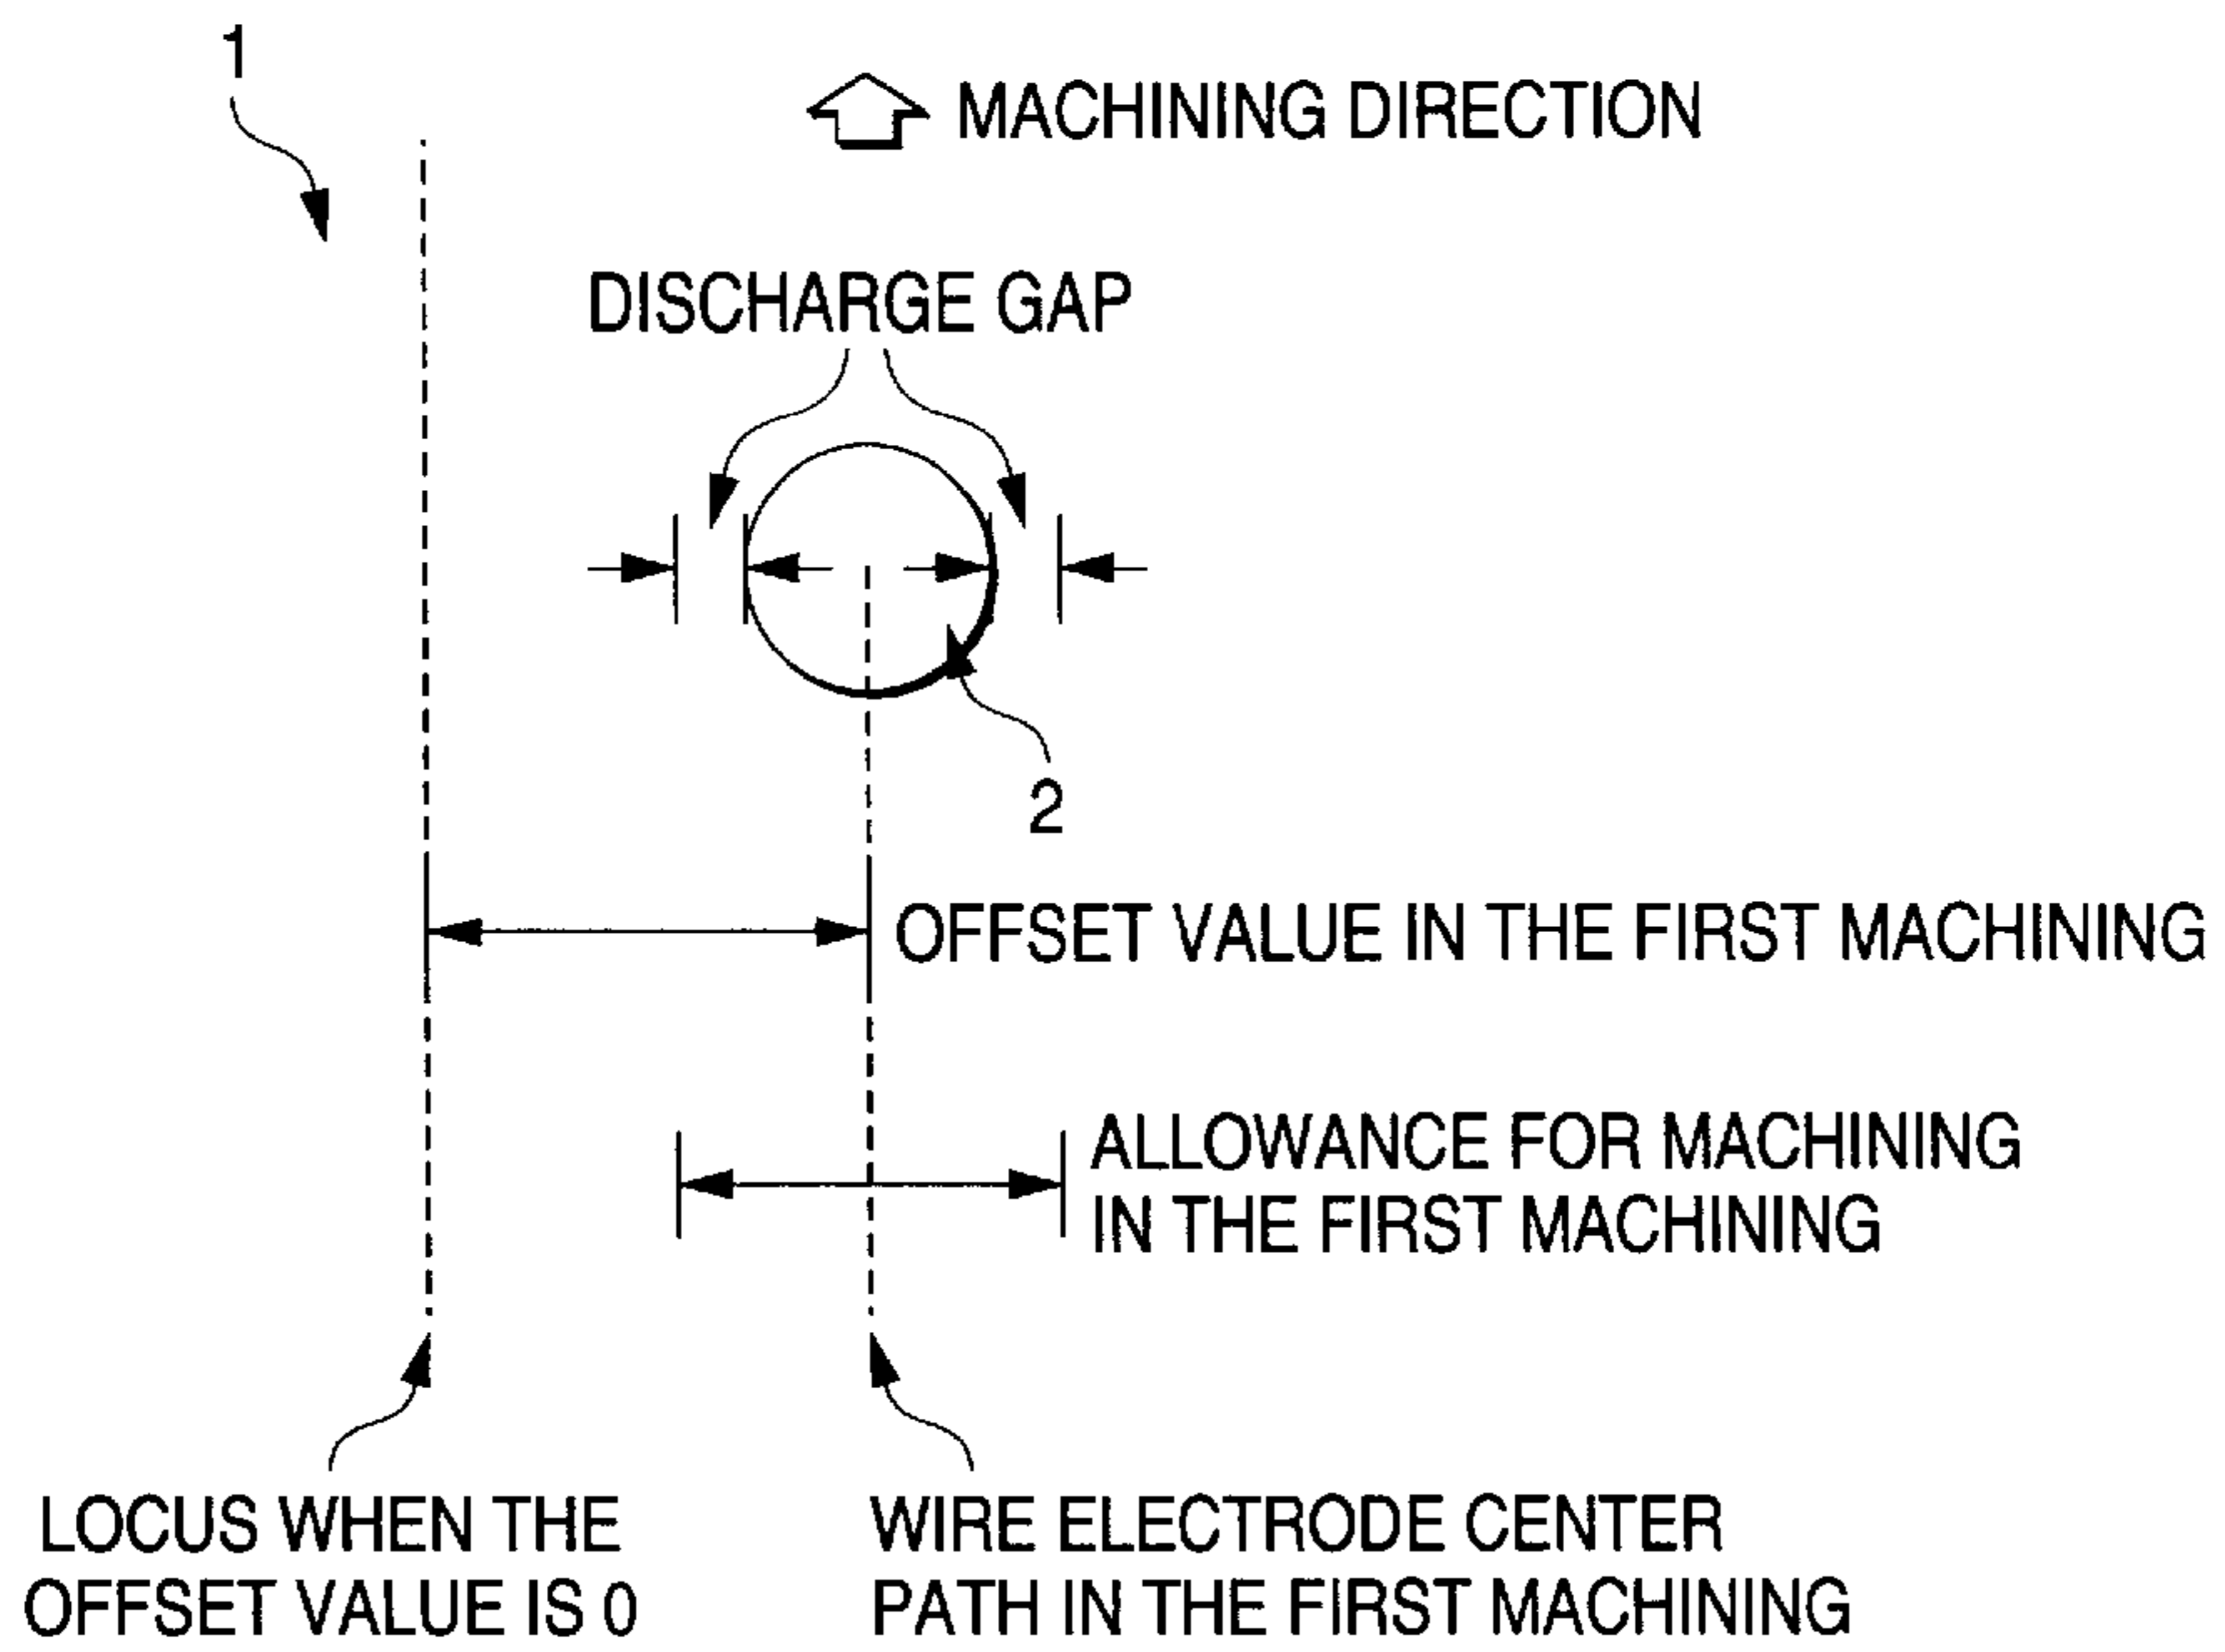 1
MACHINING DIRECTION
DISCHARGE GAP
2
OFFSET VALUE IN THE FIRST MACHINING
ALLOWANCE FOR MACHINING
IN THE FIRST MACHINING
LOCUS WHEN THE
OFFSET VALUE IS 0
WIRE ELECTRODE CENTER
PATH IN THE FIRST MACHINING